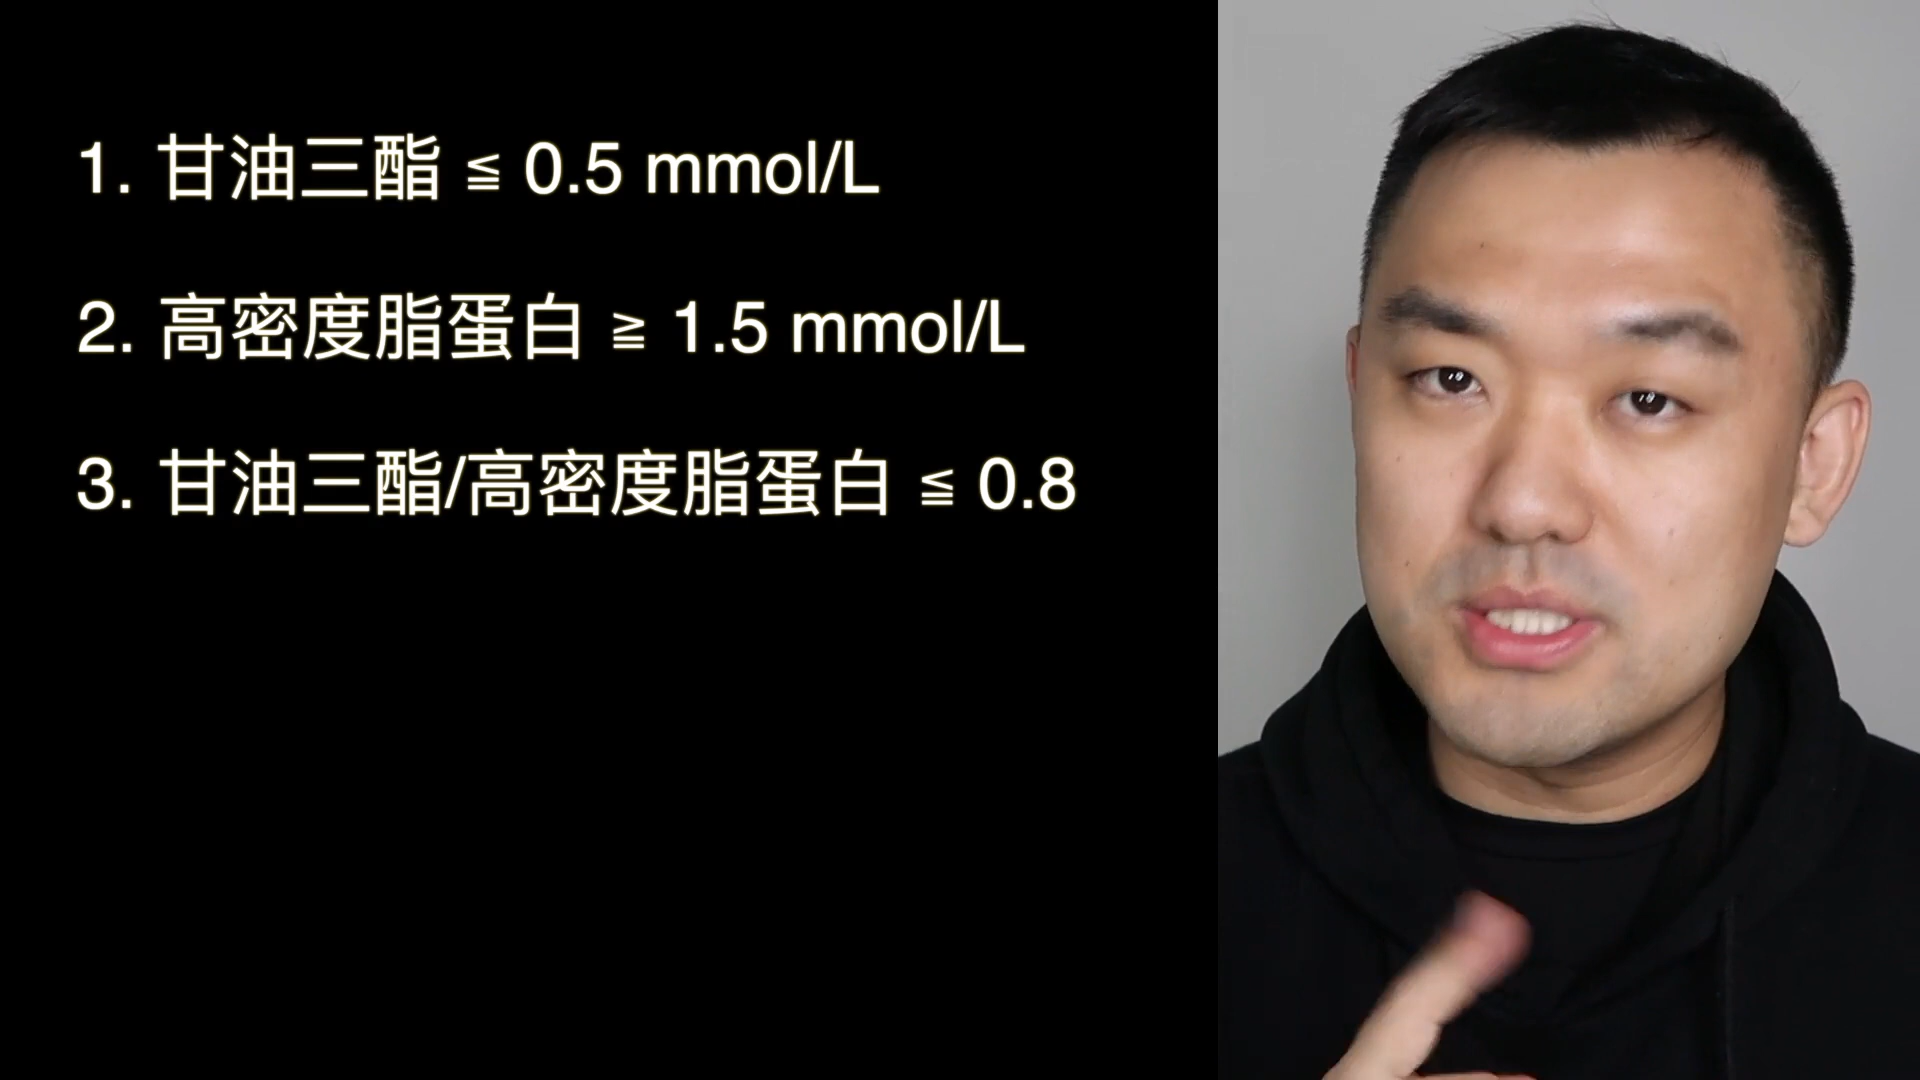 1. 甘油三酯 ≦ 0.5 mmol/L
2. 高密度脂蛋白 ≧ 1.5 mmol/L
3. 甘油三酯/高密度脂蛋白 ≦ 0.8